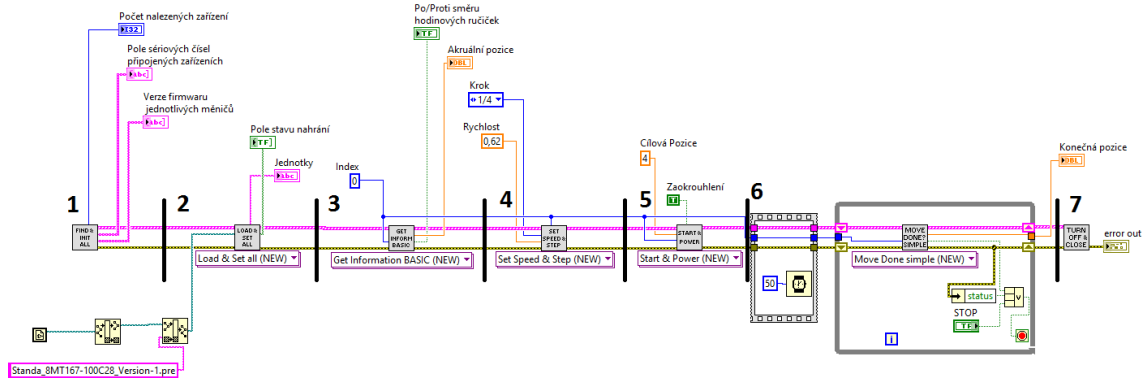 Počet nalezených zařízení
I32
Pole sériových čísel
připojených zařízeních
abc
Verze firmwaru
jednotlivých měničů
abc
Pole stavu nahrání
TF
Jednotky
abc
Po/Proti směru
hodinových ručiček
TF
Akruální pozice
DBL
Krok
1/4
Rychlost
0,62
Index
0
Cílová Pozice
4
Zaokrouhlení
T
Konečná pozice
DBL
1
2
3
4
5
6
7
FIND &
INIT
ALL
LOAD &
SET
ALL
Load & Set all (NEW)
GET
INFORM
BASIC
Get Information BASIC (NEW)
SET
SPEED &
STEP
Set Speed & Step (NEW)
START &
POWER
Start & Power (NEW)
50
MOVE
DONE?
SIMPLE
Move Done simple (NEW)
status
STOP
TF
i
TURN
OFF &
CLOSE
error out
Standa_8MT167-100C28_Version-1.pre